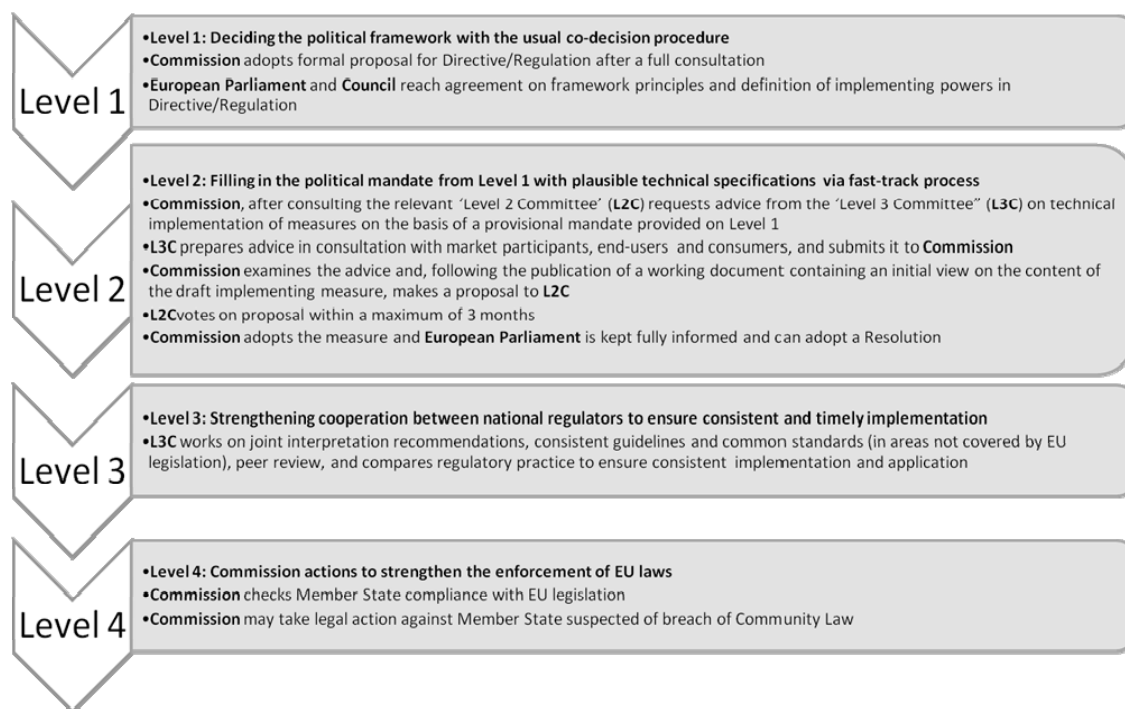 Level 1
•Level 1: Deciding the political framework with the usual co-decision procedure
•Commission adopts formal proposal for Directive/Regulation after a full consultation
•European Parliament and Council reach agreement on framework principles and definition of implementing powers in
Directive/Regulation
Level 2
•Level 2: Filling in the political mandate from Level 1 with plausible technical specifications via fast-track process
•Commission, after consulting the relevant ‘Level 2 Committee’ (L2C) requests advice from the ‘Level 3 Committee” (L3C) on technical
implementation of measures on the basis of a provisional mandate provided on Level 1
•L3C prepares advice in consultation with market participants, end-users and consumers, and submits it to Commission
•Commission examines the advice and, following the publication of a working document containing an initial view on the content of
the draft implementing measure, makes a proposal to L2C
•L2Cvotes on proposal within a maximum of 3 months
•Commission adopts the measure and European Parliament is kept fully informed and can adopt a Resolution
Level 3
•Level 3: Strengthening cooperation between national regulators to ensure consistent and timely implementation
•L3C works on joint interpretation recommendations, consistent guidelines and common standards (in areas not covered by EU
legislation), peer review, and compares regulatory practice to ensure consistent implementation and application
Level 4
•Level 4: Commission actions to strengthen the enforcement of EU laws
•Commission checks Member State compliance with EU legislation
•Commission may take legal action against Member State suspected of breach of Community Law